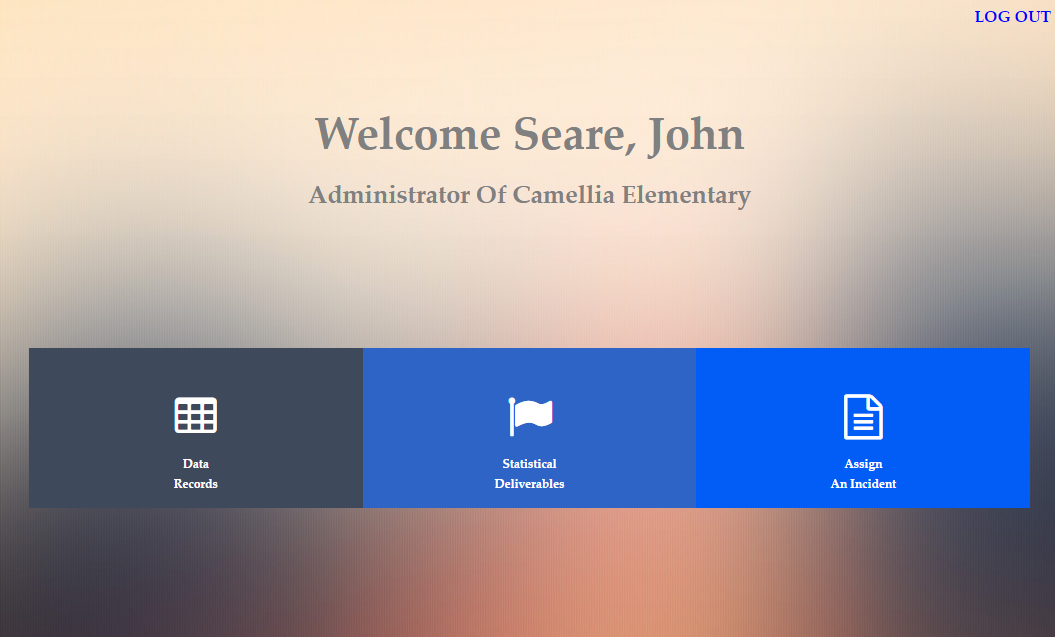 LOG OUT
Welcome Seare, John
Administrator Of Camellia Elementary
Data
Records
Statistical
Deliverables
Assign
An Incident